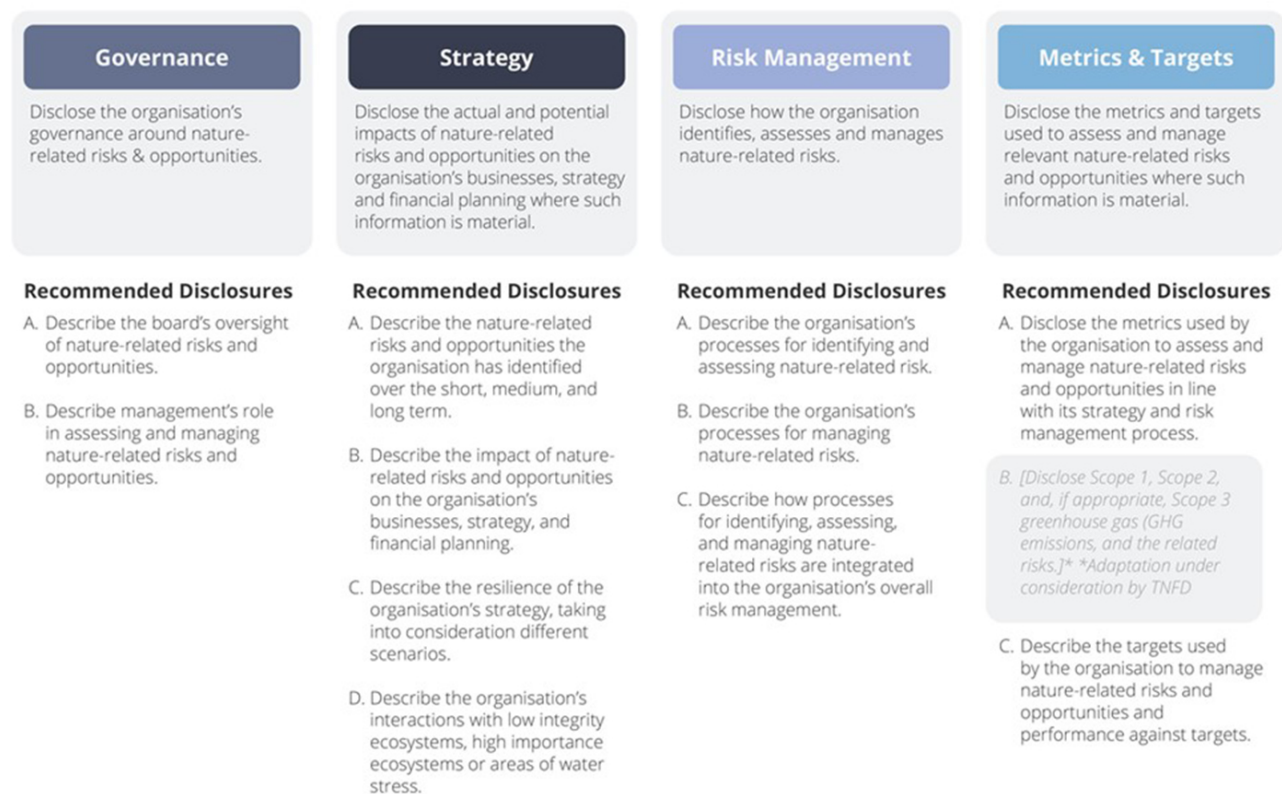 Governance
Disclose the organisation's
governance around nature-
related risks & opportunities.
Recommended Disclosures
A. Describe the board's oversight
of nature-related risks and
opportunities.
B. Describe management's role
in assessing and managing
nature-related risks and
opportunities.
Strategy
Disclose the actual and potential
impacts of nature-related
risks and opportunities on the
organisation's businesses, strategy
and financial planning where such
information is material.
Recommended Disclosures
A. Describe the nature-related
risks and opportunities the
organisation has identified
over the short, medium, and
long term.
B. Describe the impact of nature-
related risks and opportunities
on the organisation's
businesses, strategy, and
financial planning.
C. Describe the resilience of the
organisation's strategy, taking
into consideration different
scenarios.
D. Describe the organisation's
interactions with low integrity
ecosystems, high importance
ecosystems or areas of water
stress.
Risk Management
Disclose how the organisation
identifies, assesses and manages
nature-related risks.
Recommended Disclosures
A. Describe the organisation's
processes for identifying and
assessing nature-related risk.
B. Describe the organisation's
processes for managing
nature-related risks.
C. Describe how processes
for identifying, assessing,
and managing nature-
related risks are integrated
into the organisation's overall
risk management.
Metrics & Targets
Disclose the metrics and targets
used to assess and manage
relevant nature-related risks
and opportunities where such
information is material.
Recommended Disclosures
A. Disclose the metrics used by
the organisation to assess and
manage nature-related risks
and opportunities in line
with its strategy and risk
management process.
B. [Disclose Scope 1, Scope 2,
and, if appropriate, Scope 3
greenhouse gas (GHG
emissions, and the related
risks.]* *Adaptation under
consideration by TNFD
C. Describe the targets used
by the organisation to manage
nature-related risks and
opportunities and
performance against targets.